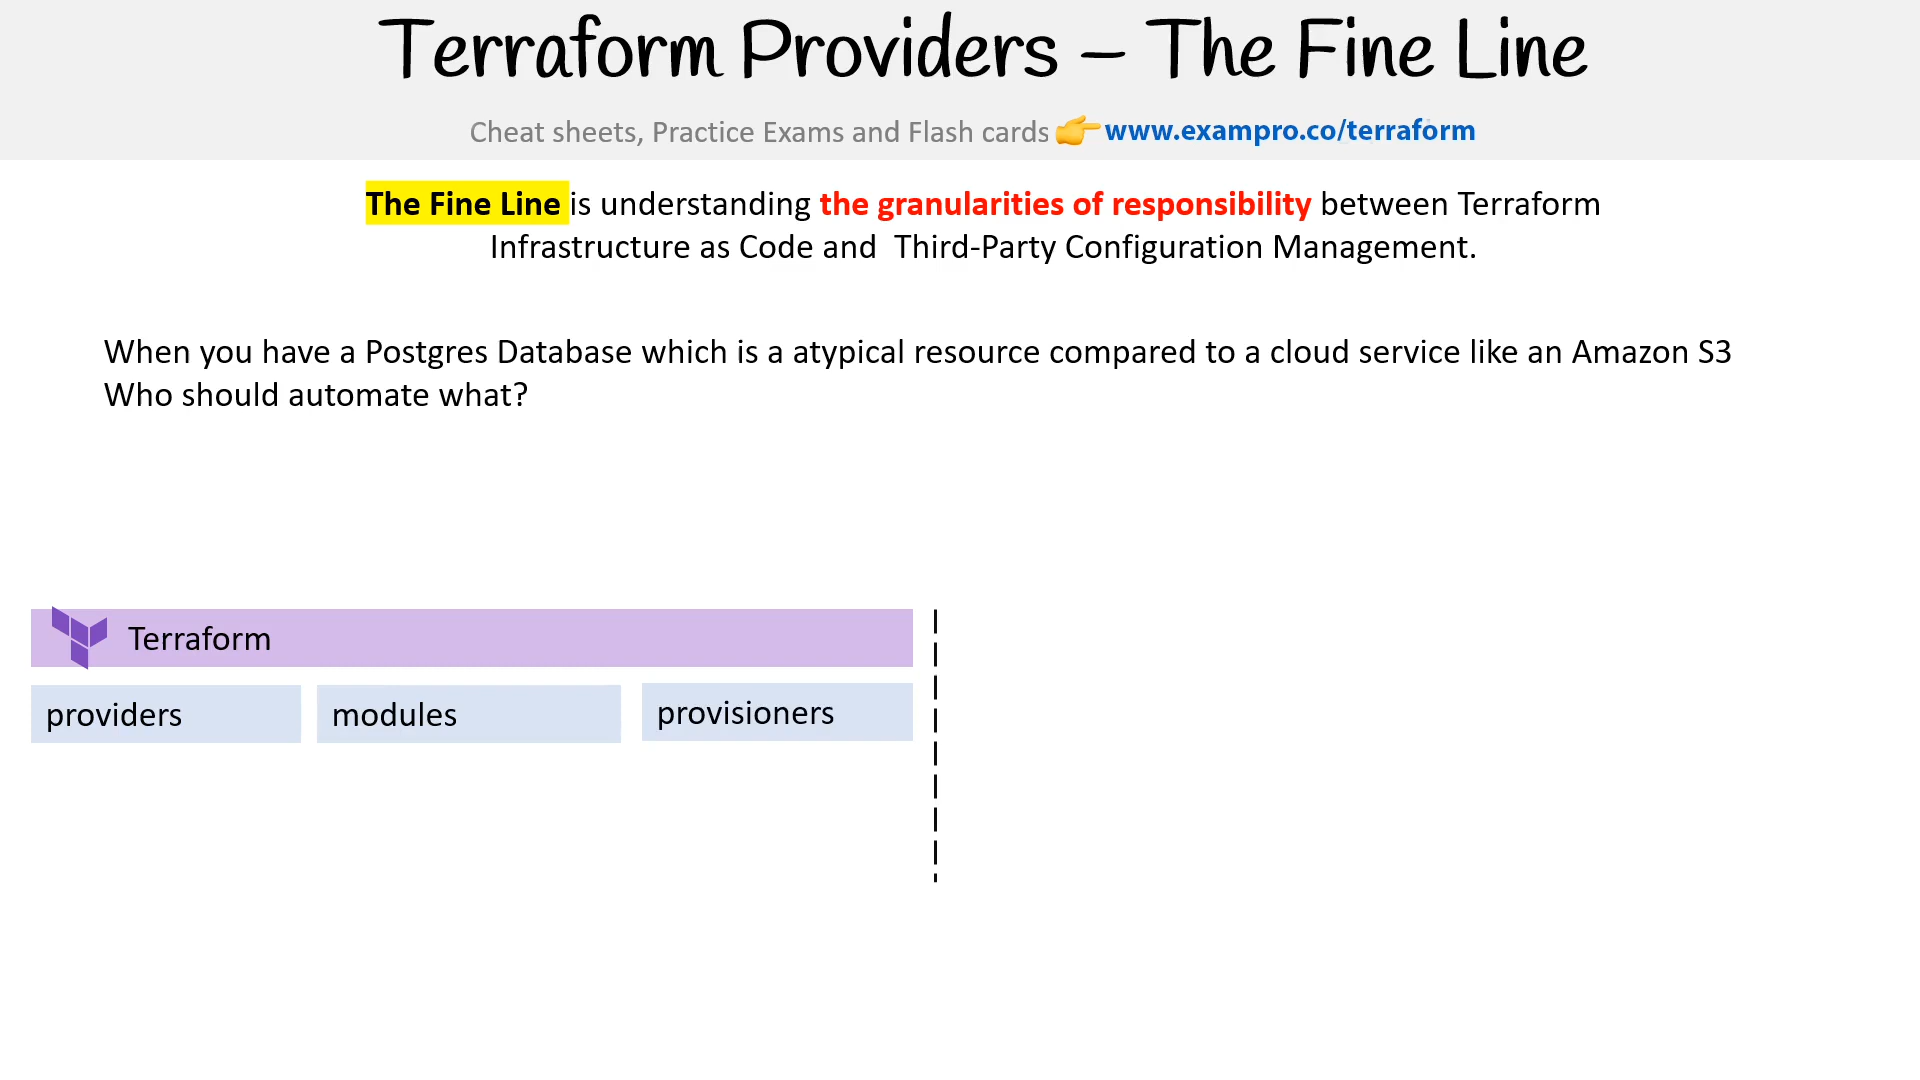 Terraform Providers – The Fine Line
Cheat sheets, Practice Exams and Flash cards 👉 www.exampro.co/terraform
The Fine Line is understanding the granularities of responsibility between Terraform
Infrastructure as Code and Third-Party Configuration Management.
When you have a Postgres Database which is a atypical resource compared to a cloud service like an Amazon S3
Who should automate what?
Terraform
providers modules provisioners